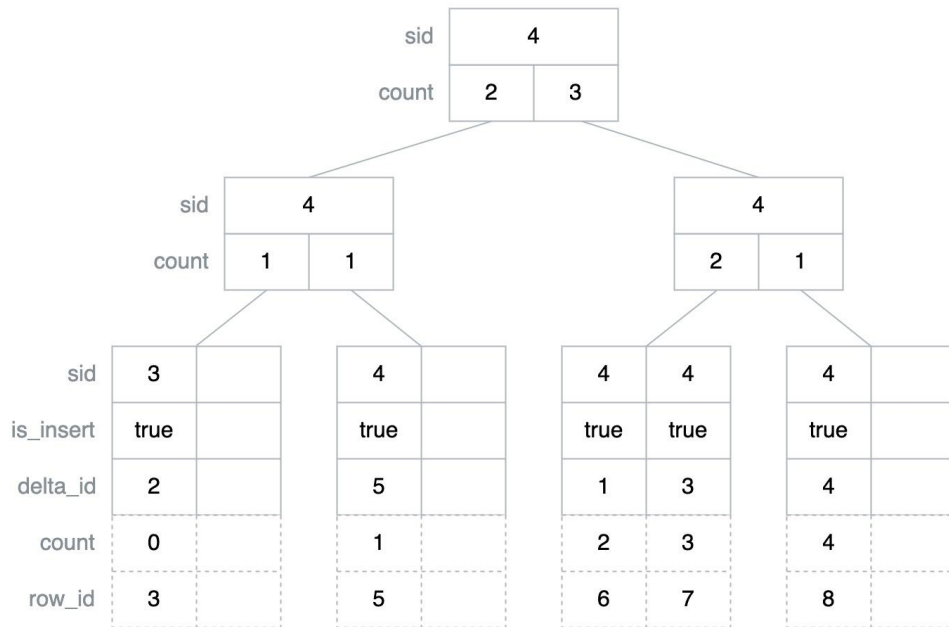 sid 4
count 2 3
sid 4 4
count 1 1 2 1
sid 3 4 4 4 4
is_insert true true true true true
delta_id 2 5 1 3 4
count 0 1 2 3 4
row_id 3 5 6 7 8